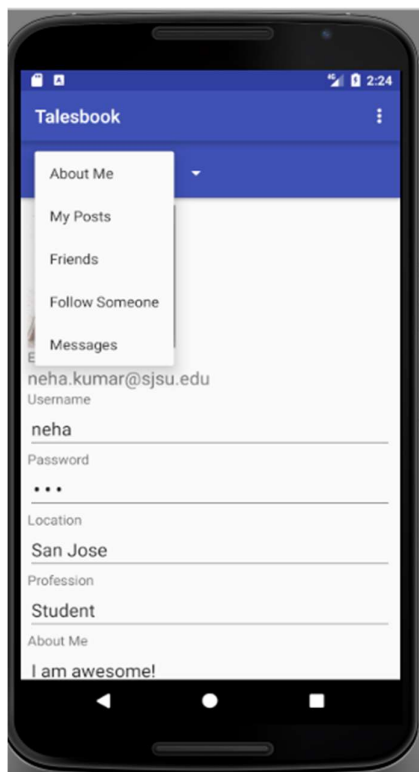 2:24
Talesbook
About Me
My Posts
Friends
Follow Someone
Messages
E
neha.kumar@sjsu.edu
Username
neha
Password
•••
Location
San Jose
Profession
Student
About Me
I am awesome!